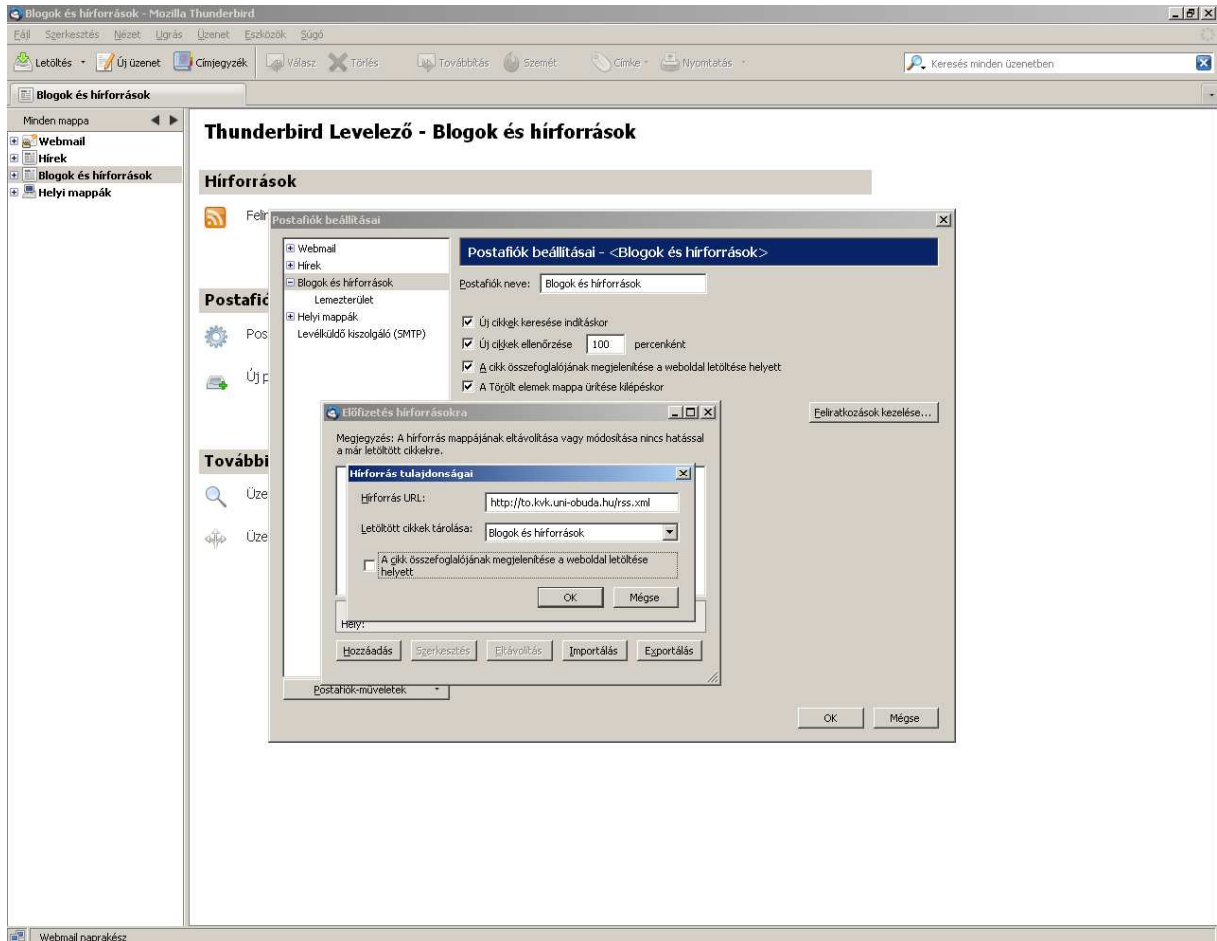 Blogok és hírforrások - Mozilla Thunderbird
Fájl Szerkesztés Nézet Ugrás Üzenet Eszközök Súgó
Letöltés Új üzenet Címjegyzék Válasz Törlés Továbbítás Szemét Címke Nyomtatás Keresés minden üzenetben
Blogok és hírforrások
Minden mappa
Webmail
Hírek
Blogok és hírforrások
Helyi mappák
Thunderbird Levelező - Blogok és hírforrások
Hírforrások
Postafiók beállításai
Webmail
Hírek
Blogok és hírforrások
Lemezterület
Helyi mappák
Levélküldő kiszolgáló (SMTP)
Postafiók beállításai - <Blogok és hírforrások>
Postafiók neve: Blogok és hírforrások
Új cikkek keresése indításkor
Új cikkek ellenőrzése 100 percenként
A cikk összefoglalójának megjelenítése a weboldal letöltése helyett
A Törölt elemek mappa ürítése kilépéskor
Feliratkozások kezelése...
Pos
Új p
További
Üze
Üze
Előfizetés hírforrásokra
Megjegyzés: A hírforrás mappájának eltávolítása vagy módosítása nincs hatással
a már letöltött cikkekre.
Hírforrás tulajdonságai
Hírforrás URL: http://to.kvk.uni-obuda.hu/rss.xml
Letöltött cikkek tárolása: Blogok és hírforrások
A cikk összefoglalójának megjelenítése a weboldal letöltése
helyett
OK Mégse
Hely:
Hozzáadás Szerkesztés Eltávolítás Importálás Exportálás
Postafiók-műveletek
OK Mégse
Webmail naprakész